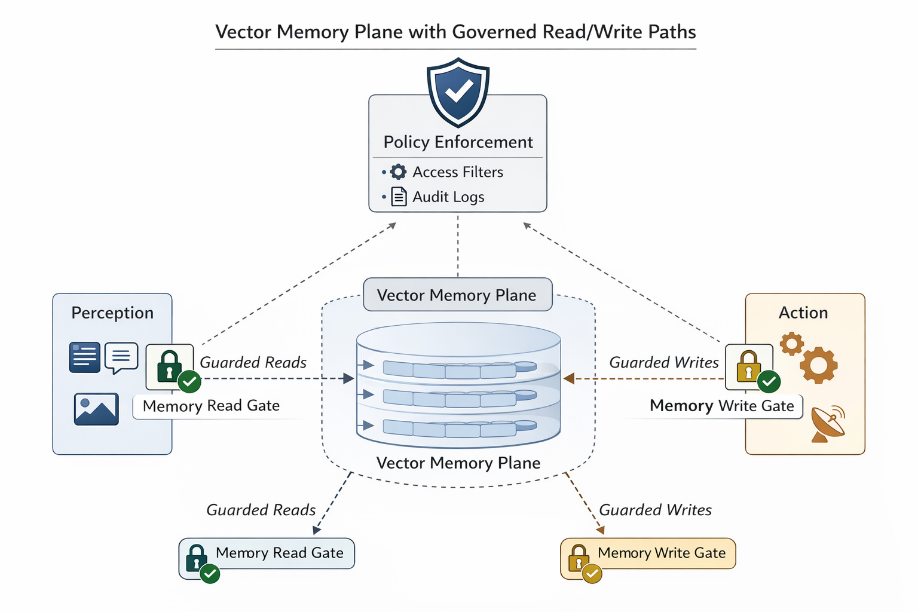 Vector Memory Plane with Governed Read/Write Paths
Policy Enforcement
• Access Filters
• Audit Logs
Vector Memory Plane
Perception
Action
Guarded Reads
Guarded Writes
Memory Read Gate
Memory Write Gate
Vector Memory Plane
Guarded Reads
Guarded Writes
Memory Read Gate
Memory Write Gate